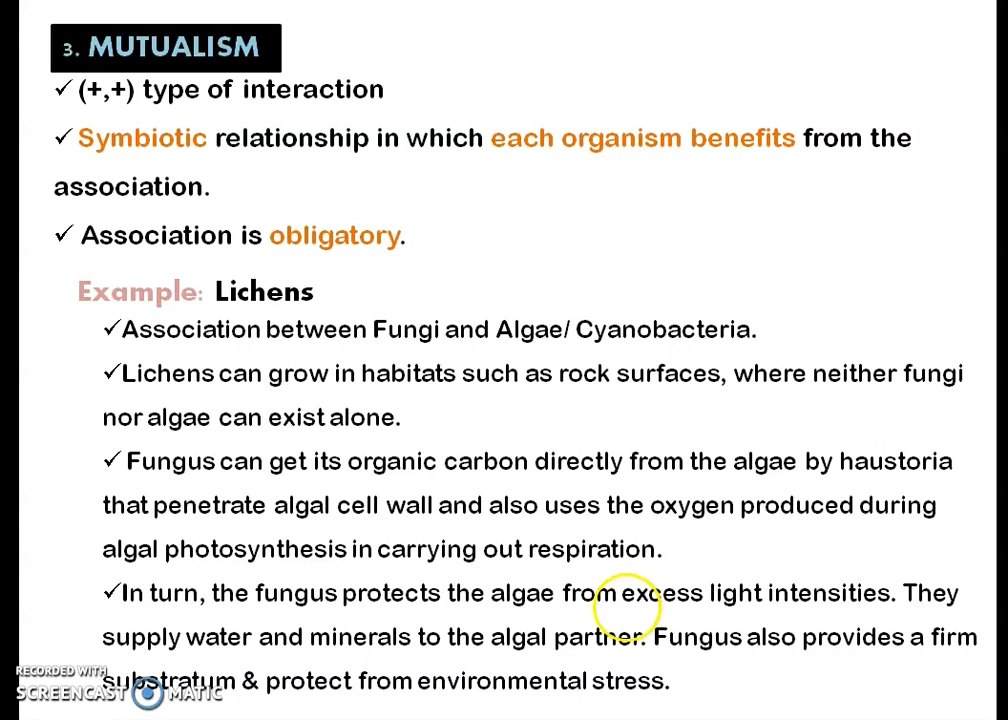 3. MUTUALISM
✓ (+,+) type of interaction
✓ Symbiotic relationship in which each organism benefits from the
association.
✓ Association is obligatory.
Example: Lichens
✓Association between Fungi and Algae/ Cyanobacteria.
✓Lichens can grow in habitats such as rock surfaces, where neither fungi
nor algae can exist alone.
✓ Fungus can get its organic carbon directly from the algae by haustoria
that penetrate algal cell wall and also uses the oxygen produced during
algal photosynthesis in carrying out respiration.
✓In turn, the fungus protects the algae from excess light intensities. They
supply water and minerals to the algal partner. Fungus also provides a firm
substratum & protect from environmental stress.
RECORDED WITH
SCREENCAST MATIC